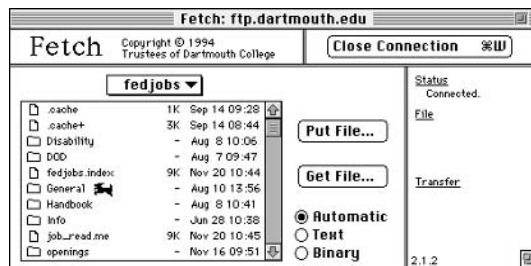 Fetch: ftp.dartmouth.edu
Fetch
Copyright © 1994
Trustees of Dartmouth College
Close Connection ⌘W
fedjobs
.cache 1K Sep 14 09:28
.cache+ 3K Sep 14 08:44
Disability - Aug 8 10:06
DOD - Aug 7 09:47
fedjobs.index 9K Nov 20 10:44
General - Aug 10 13:56
Handbook - Aug 8 10:41
Info - Jun 28 10:38
job_read.me 9K Nov 20 10:45
openings - Nov 16 09:51
Put File...
Get File...
Automatic
Text
Binary
Status
Connected.
File
Transfer
2.1.2